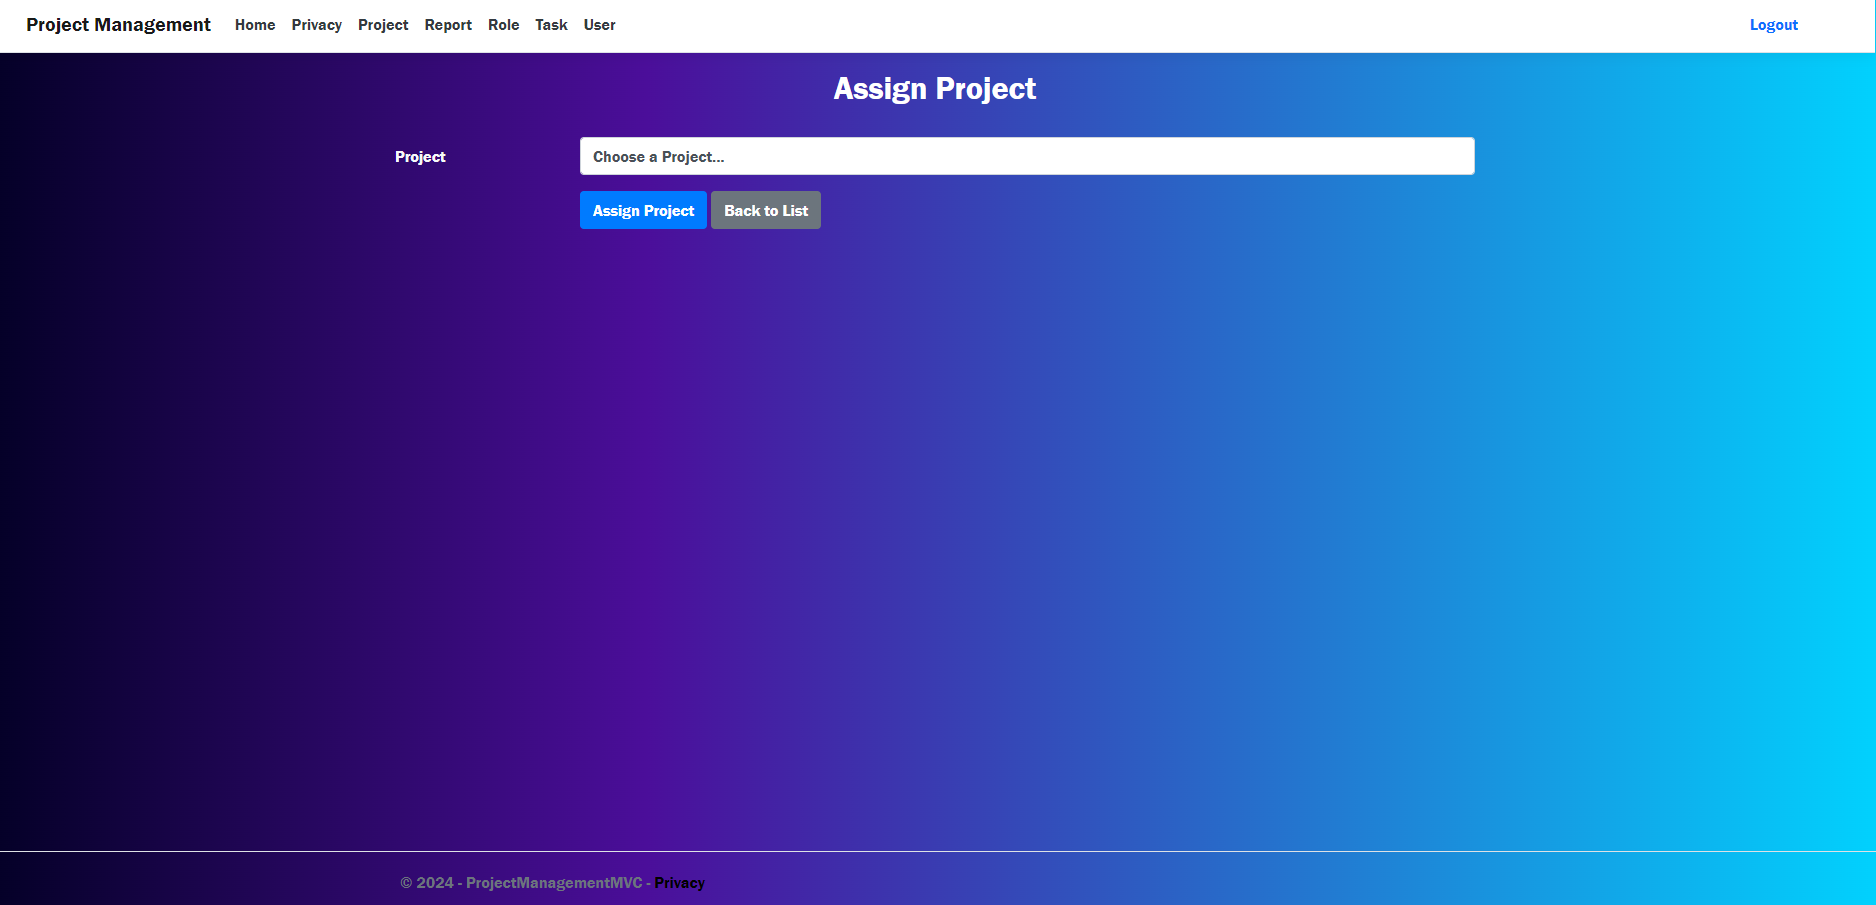 Project Management Home Privacy Project Report Role Task User Logout
Assign Project
Project Choose a Project...
Assign Project Back to List
© 2024 - ProjectManagementMVC - Privacy